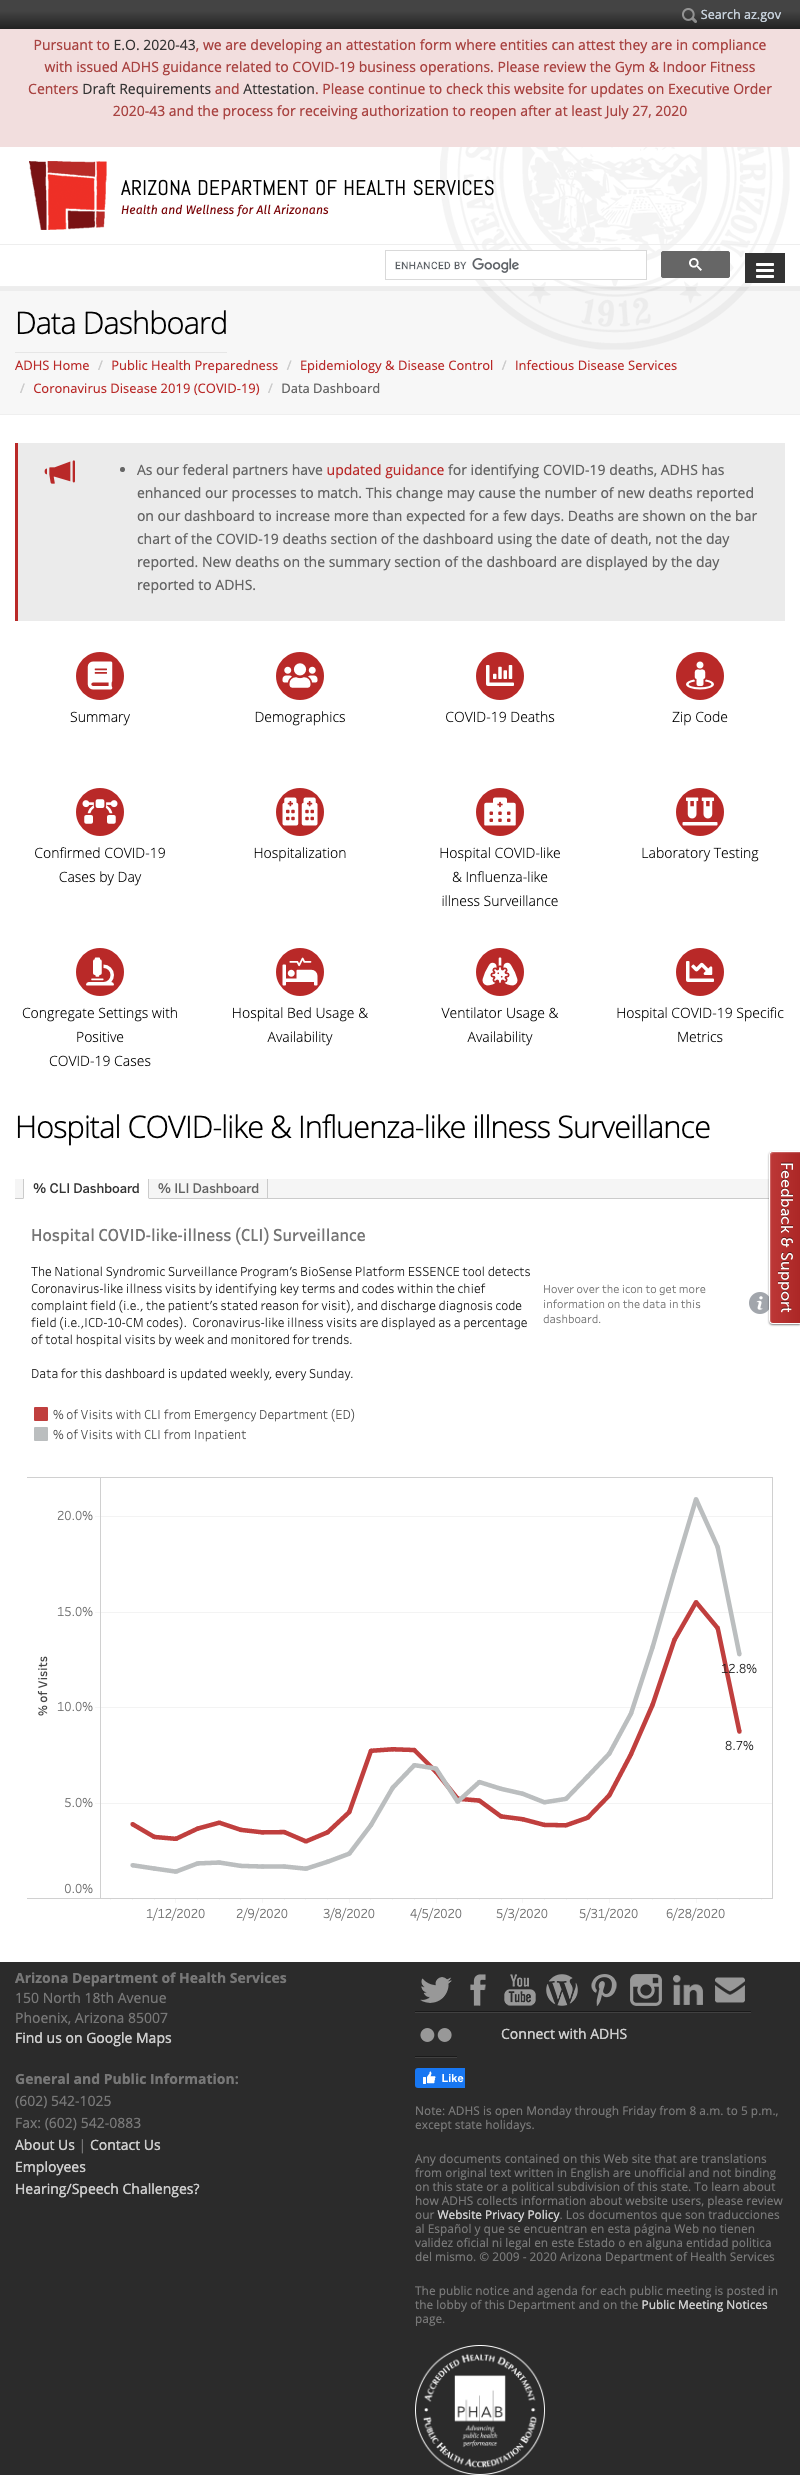 Search az.gov
Pursuant to E.O. 2020-43, we are developing an attestation form where entities can attest they are in compliance
with issued ADHS guidance related to COVID-19 business operations. Please review the Gym & Indoor Fitness
Centers Draft Requirements and Attestation. Please continue to check this website for updates on Executive Order
2020-43 and the process for receiving authorization to reopen after at least July 27, 2020
ARIZONA DEPARTMENT OF HEALTH SERVICES
Health and Wellness for All Arizonans
ENHANCED BY Google
1912
Data Dashboard
ADHS Home / Public Health Preparedness / Epidemiology & Disease Control / Infectious Disease Services
/ Coronavirus Disease 2019 (COVID-19) / Data Dashboard
• As our federal partners have updated guidance for identifying COVID-19 deaths, ADHS has
enhanced our processes to match. This change may cause the number of new deaths reported
on our dashboard to increase more than expected for a few days. Deaths are shown on the bar
chart of the COVID-19 deaths section of the dashboard using the date of death, not the day
reported. New deaths on the summary section of the dashboard are displayed by the day
reported to ADHS.
Summary
Demographics
COVID-19 Deaths
Zip Code
Confirmed COVID-19
Cases by Day
Hospitalization
Hospital COVID-like
& Influenza-like
illness Surveillance
Laboratory Testing
Congregate Settings with
Positive
COVID-19 Cases
Hospital Bed Usage &
Availability
Ventilator Usage &
Availability
Hospital COVID-19 Specific
Metrics
Hospital COVID-like & Influenza-like illness Surveillance
Feedback & Support
% CLI Dashboard
% ILI Dashboard
Hospital COVID-like-illness (CLI) Surveillance
The National Syndromic Surveillance Program's BioSense Platform ESSENCE tool detects
Coronavirus-like illness visits by identifying key terms and codes within the chief
complaint field (i.e., the patient's stated reason for visit), and discharge diagnosis code
field (i.e.,ICD-10-CM codes). Coronavirus-like illness visits are displayed as a percentage
of total hospital visits by week and monitored for trends.
Data for this dashboard is updated weekly, every Sunday.
Hover over the icon to get more
information on the data in this
dashboard.
% of Visits with CLI from Emergency Department (ED)
% of Visits with CLI from Inpatient
% of Visits
20.0%
15.0%
10.0%
5.0%
0.0%
12.8%
8.7%
1/12/2020 2/9/2020 3/8/2020 4/5/2020 5/3/2020 5/31/2020 6/28/2020
Arizona Department of Health Services
150 North 18th Avenue
Phoenix, Arizona 85007
Find us on Google Maps
General and Public Information:
(602) 542-1025
Fax: (602) 542-0883
About Us | Contact Us
Employees
Hearing/Speech Challenges?
You
Tube
Connect with ADHS
Like
Note: ADHS is open Monday through Friday from 8 a.m. to 5 p.m.,
except state holidays.
Any documents contained on this Web site that are translations
from original text written in English are unofficial and not binding
on this state or a political subdivision of this state. To learn about
how ADHS collects information about website users, please review
our Website Privacy Policy. Los documentos que son traducciones
al Español y que se encuentran en esta página Web no tienen
validez oficial ni legal en este Estado o en alguna entidad politica
del mismo. © 2009 - 2020 Arizona Department of Health Services
The public notice and agenda for each public meeting is posted in
the lobby of this Department and on the Public Meeting Notices
page.
ACCREDITED HEALTH DEPARTMENT
PHAB
Advancing
public health
performance
PUBLIC HEALTH ACCREDITATION BOARD